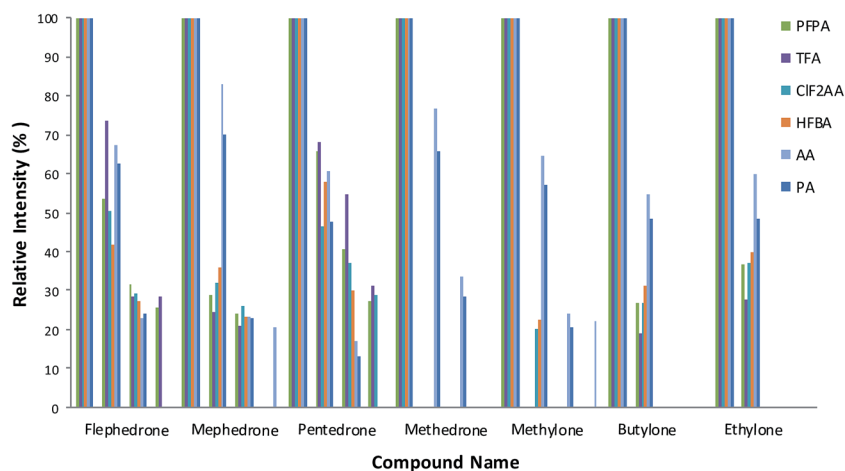 100
90
80
70
60
50
40
30
20
10
0
Relative Intensity (%)
Flephedrone Mephedrone Pentedrone Methedrone Methylone Butylone Ethylone
Compound Name
PFPA
TFA
ClF2AA
HFBA
AA
PA